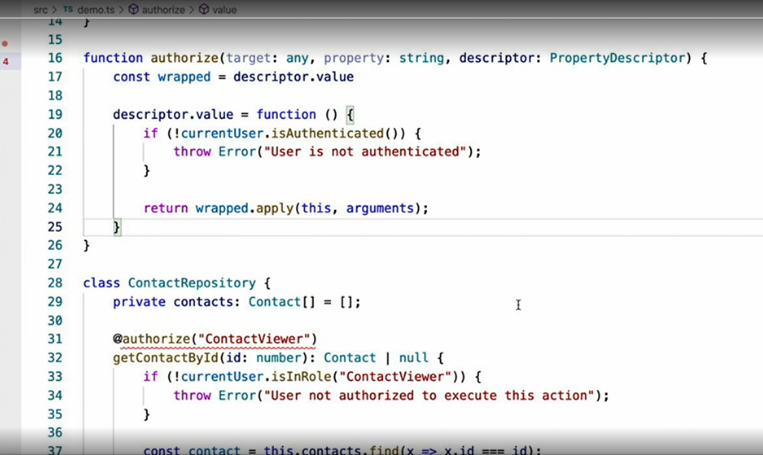 src > TS demo.ts > authorize > value
14 }
15
4
16 function authorize(target: any, property: string, descriptor: PropertyDescriptor) {
17 const wrapped = descriptor.value
18
19 descriptor.value = function () {
20 if (!currentUser.isAuthenticated()) {
21 throw Error("User is not authenticated");
22 }
23
24 return wrapped.apply(this, arguments);
25 }
26 }
27
28 class ContactRepository {
29 private contacts: Contact[] = [];
30
31 @authorize("ContactViewer")
32 getContactById(id: number): Contact | null {
33 if (!currentUser.isInRole("ContactViewer")) {
34 throw Error("User not authorized to execute this action");
35 }
36
37 const contact = this.contacts.find(x => x.id === id);